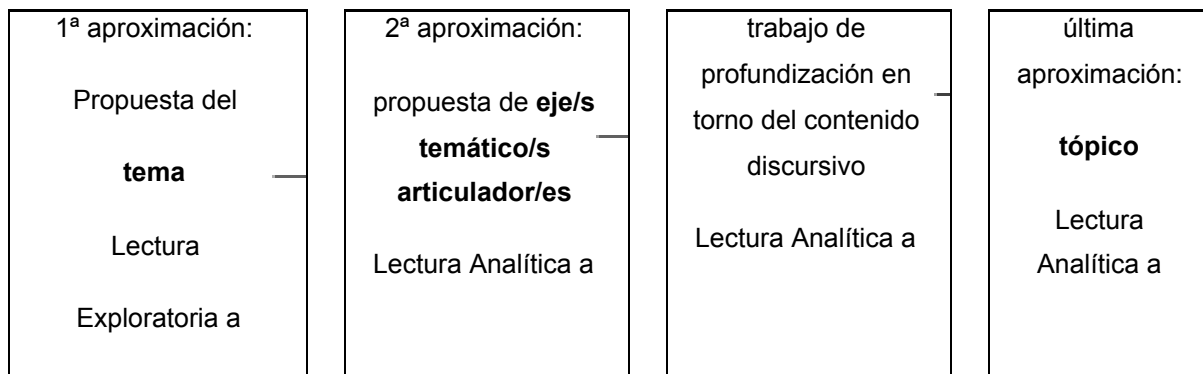 1ª aproximación:
Propuesta del
tema
Lectura
Exploratoria a
2ª aproximación:
propuesta de eje/s
temático/s
articulador/es
Lectura Analítica a
trabajo de
profundización en
torno del contenido
discursivo
Lectura Analítica a
última
aproximación:
tópico
Lectura
Analítica a